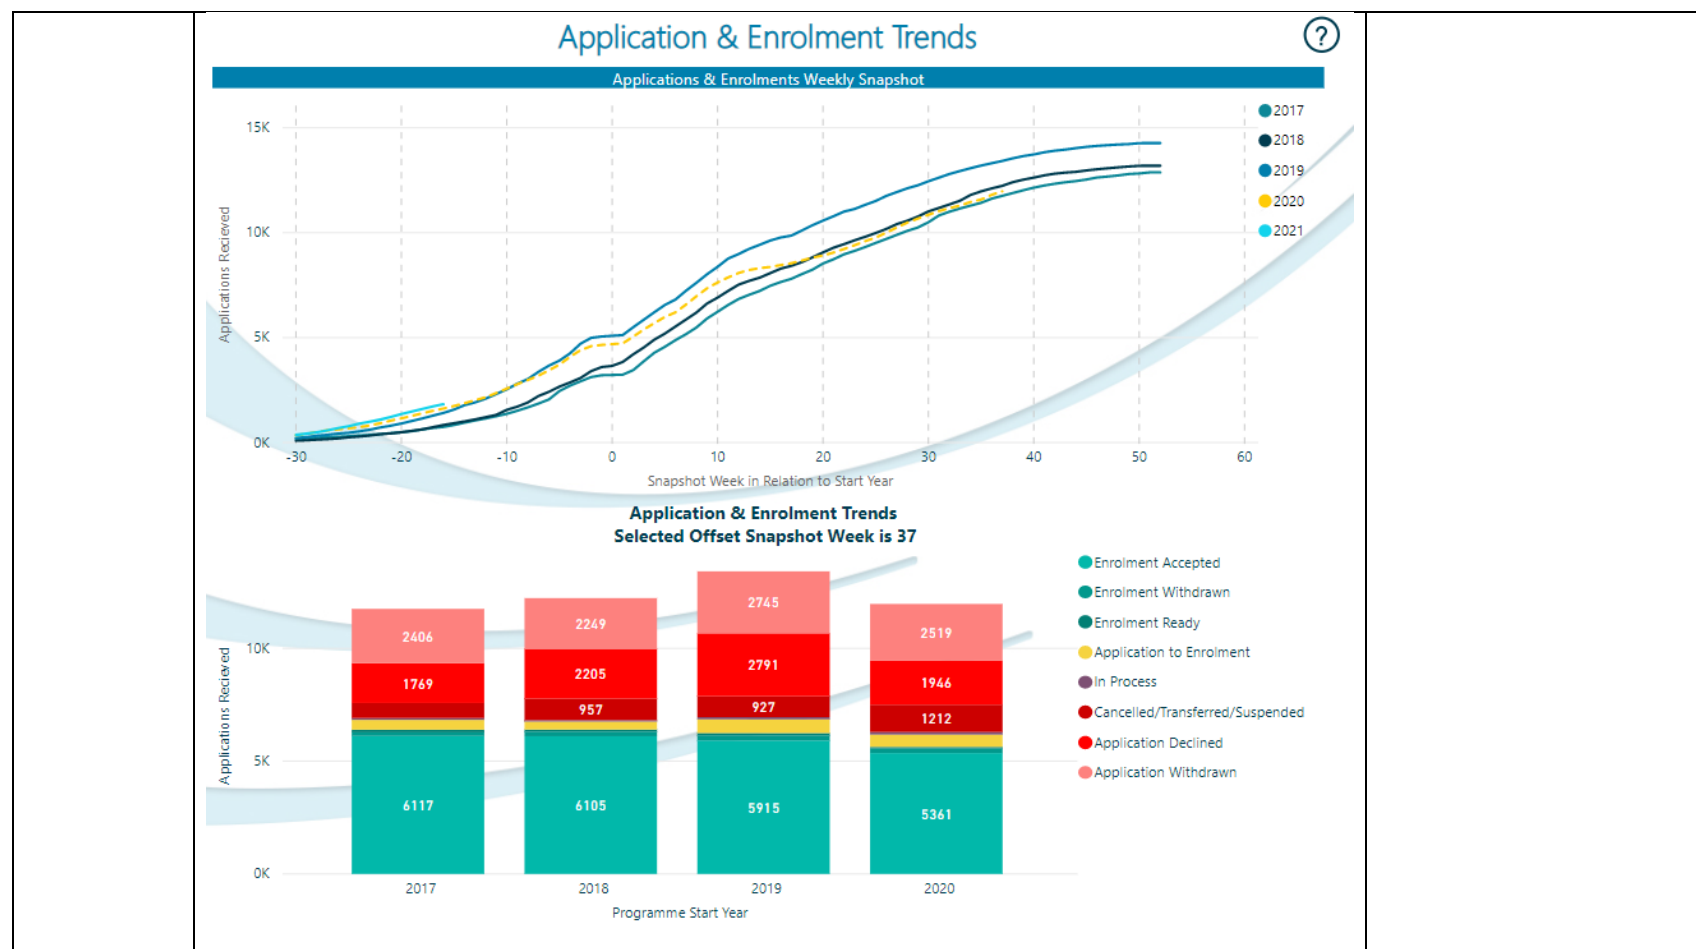 Application & Enrolment Trends
?
Applications & Enrolments Weekly Snapshot
15K
10K
5K
0K
Applications Recieved
-30 -20 -10 0 10 20 30 40 50 60
Snapshot Week in Relation to Start Year
2017
2018
2019
2020
2021
Application & Enrolment Trends
Selected Offset Snapshot Week is 37
10K
5K
0K
Applications Recieved
2406 2249 2745 2519
1769 2205 2791 1946
957 927 1212
6117 6105 5915 5361
2017 2018 2019 2020
Programme Start Year
Enrolment Accepted
Enrolment Withdrawn
Enrolment Ready
Application to Enrolment
In Process
Cancelled/Transferred/Suspended
Application Declined
Application Withdrawn